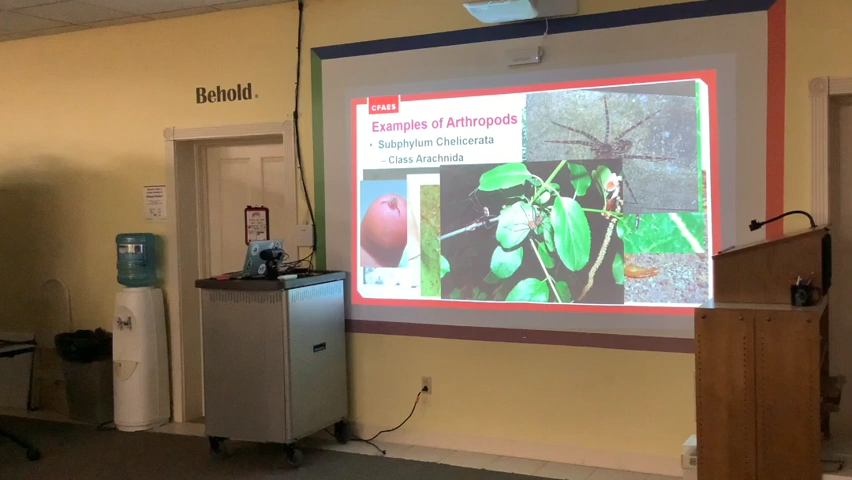 Behold.
CFAES
Examples of Arthropods
• Subphylum Chelicerata
– Class Arachnida